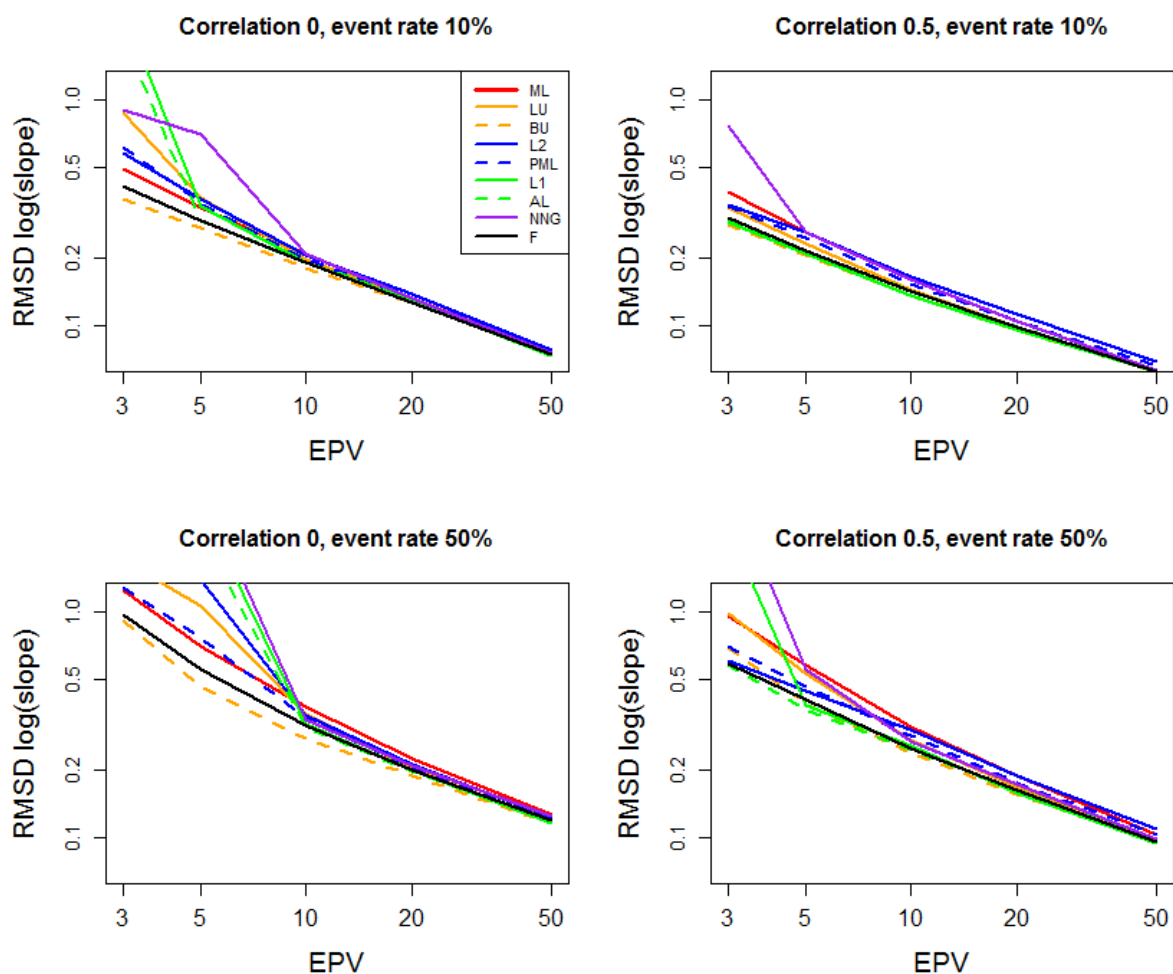 Correlation 0, event rate 10%
RMSD log(slope)
1.0
0.5
0.2
0.1
ML
LU
BU
L2
PML
L1
AL
NNG
F
3 5 10 20 50
EPV
Correlation 0.5, event rate 10%
RMSD log(slope)
1.0
0.5
0.2
0.1
3 5 10 20 50
EPV
Correlation 0, event rate 50%
RMSD log(slope)
1.0
0.5
0.2
0.1
3 5 10 20 50
EPV
Correlation 0.5, event rate 50%
RMSD log(slope)
1.0
0.5
0.2
0.1
3 5 10 20 50
EPV